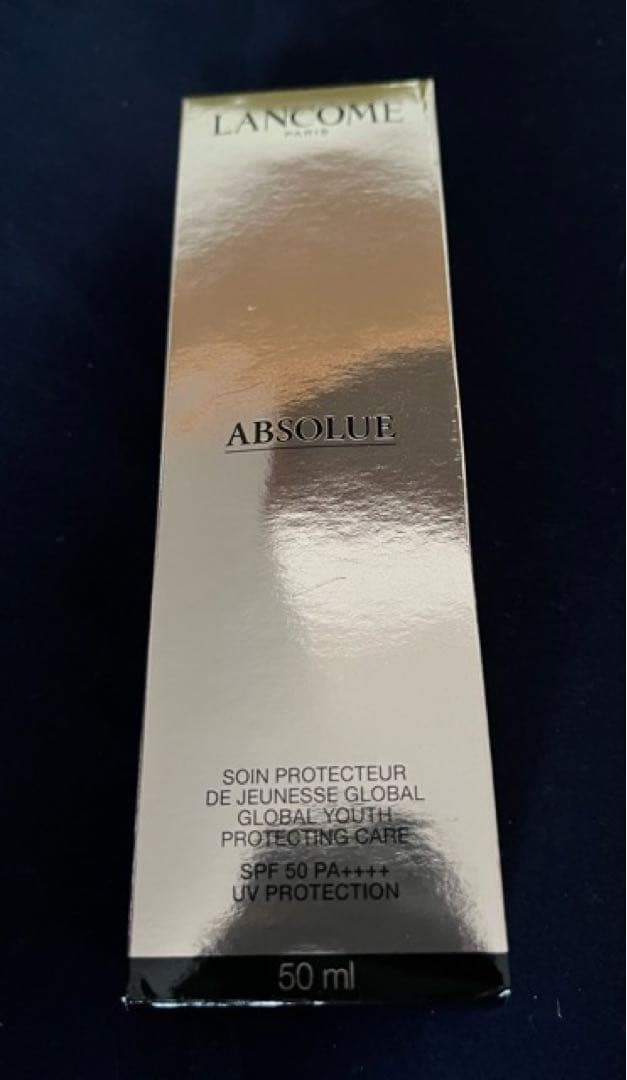 LANCOME
PARIS
ABSOLUE
SOIN PROTECTEUR
DE JEUNESSE GLOBAL
GLOBAL YOUTH
PROTECTING CARE
SPF 50 PA++++
UV PROTECTION
50 ml